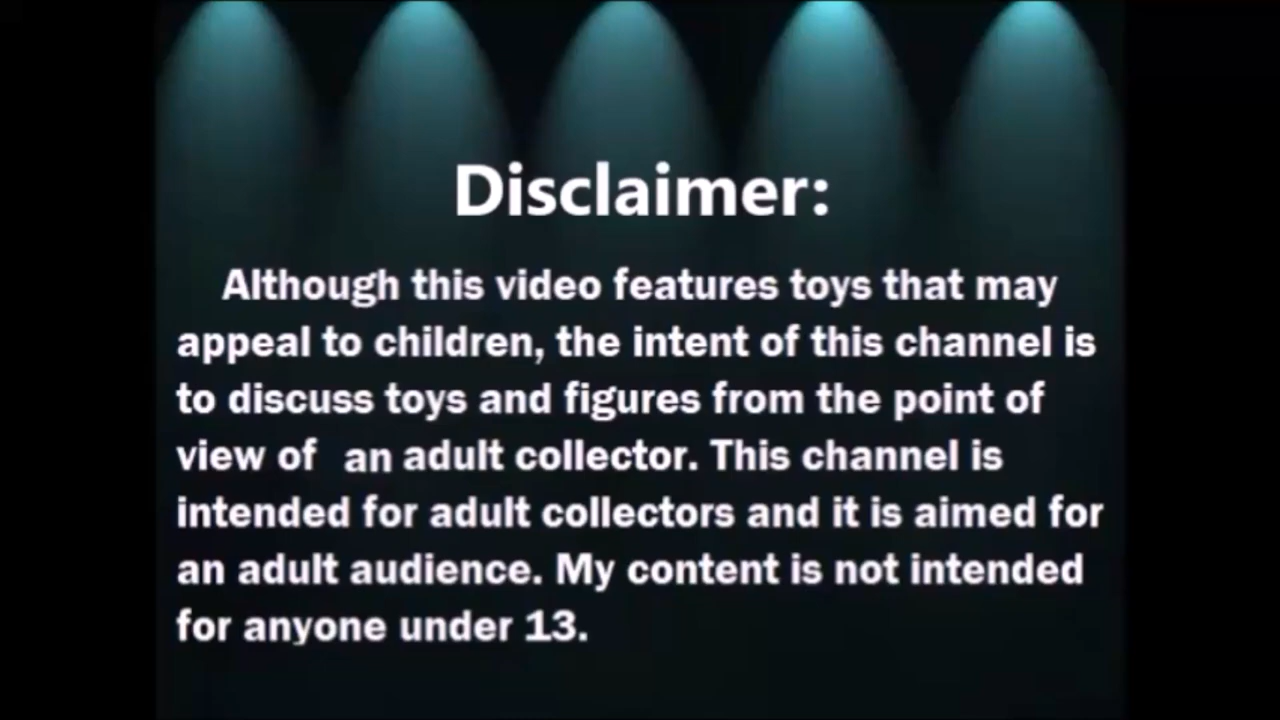 Disclaimer:
Although this video features toys that may
appeal to children, the intent of this channel is
to discuss toys and figures from the point of
view of an adult collector. This channel is
intended for adult collectors and it is aimed for
an adult audience. My content is not intended
for anyone under 13.